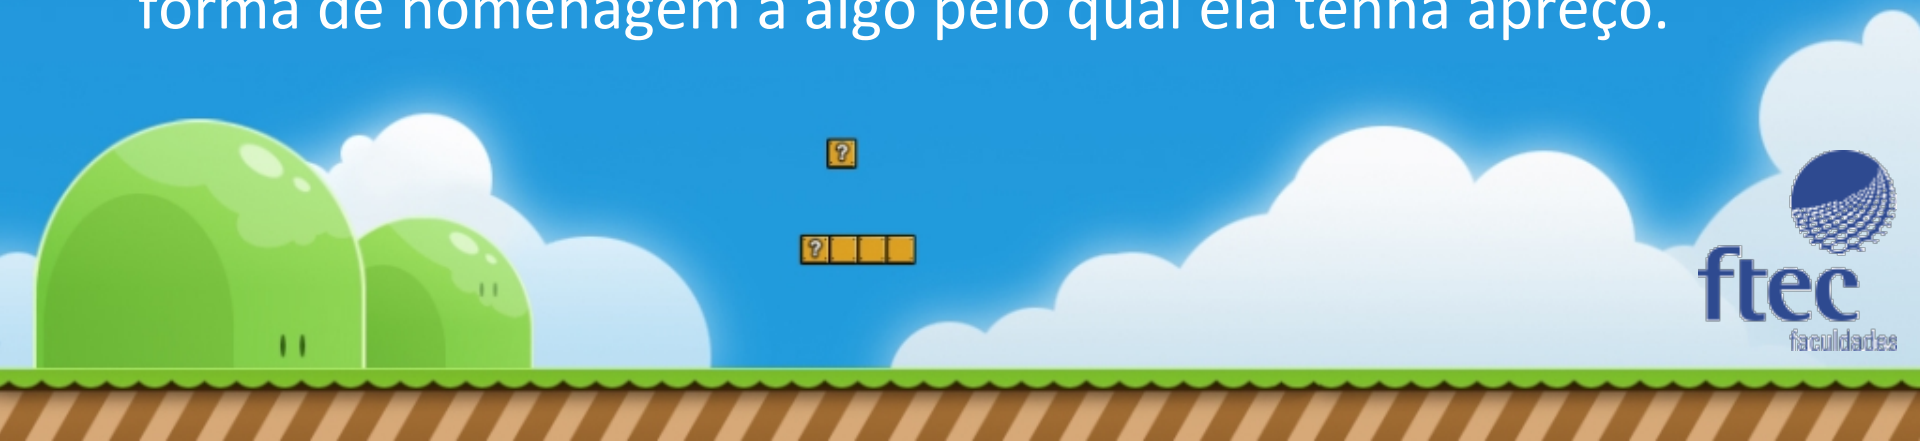 forma de homenagem a algo pelo qual ela tenha apreço.
?
?
ftec
faculdades